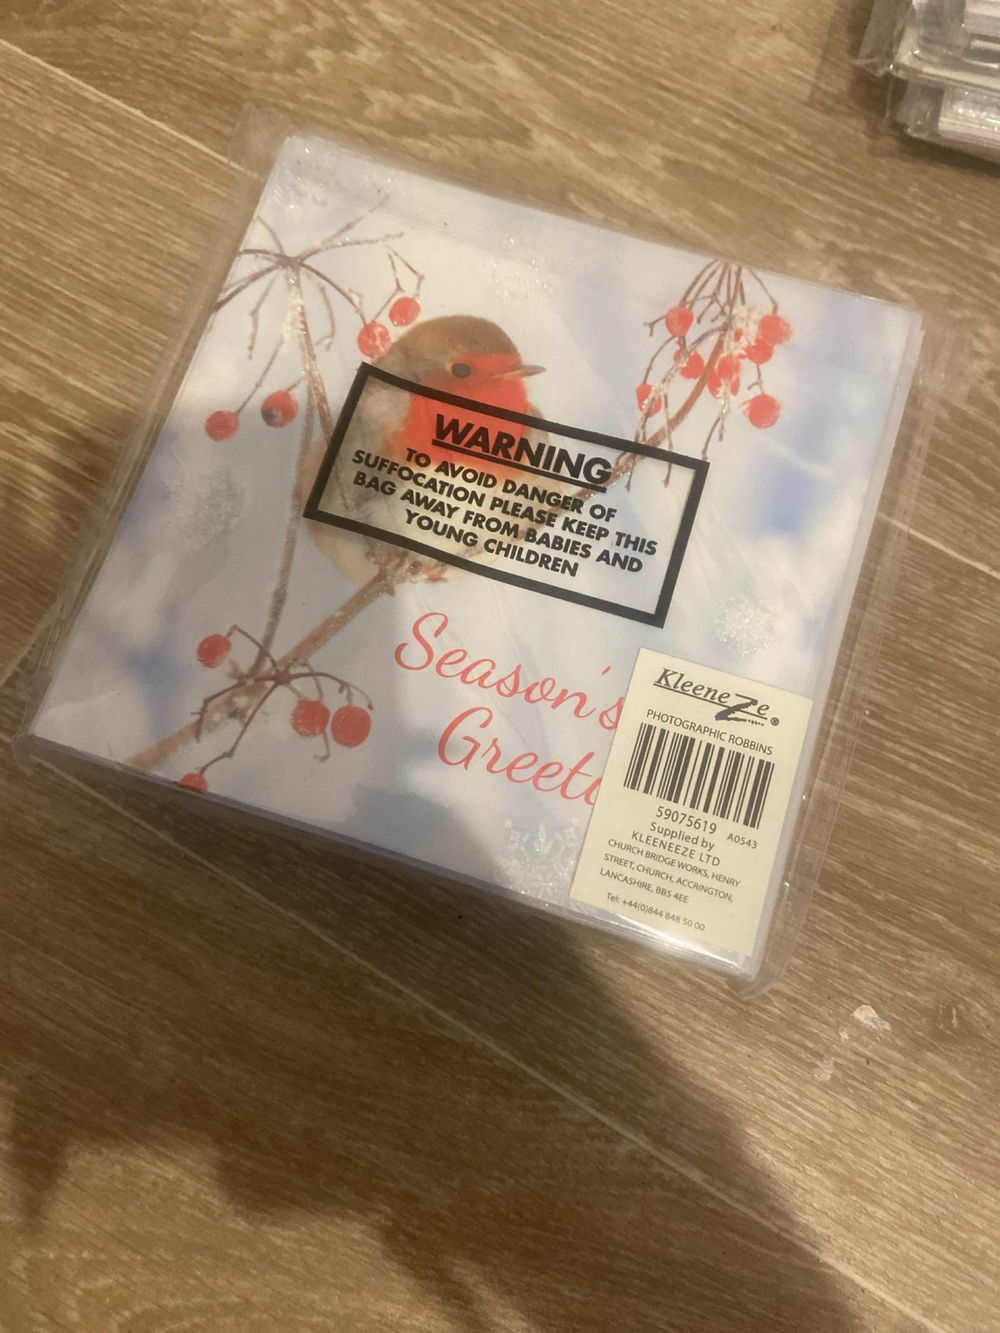 WARNING
TO AVOID DANGER OF
SUFFOCATION PLEASE KEEP THIS
BAG AWAY FROM BABIES AND
YOUNG CHILDREN
Season's
Greet
KleeneZe®
PHOTOGRAPHIC ROBBINS
59075619 A0543
Supplied by
KLEENEEZE LTD
CHURCH BRIDGE WORKS, HENRY
STREET, CHURCH, ACCRINGTON,
LANCASHIRE, BB5 4EE
Tel: +44(0)844 848 50 00